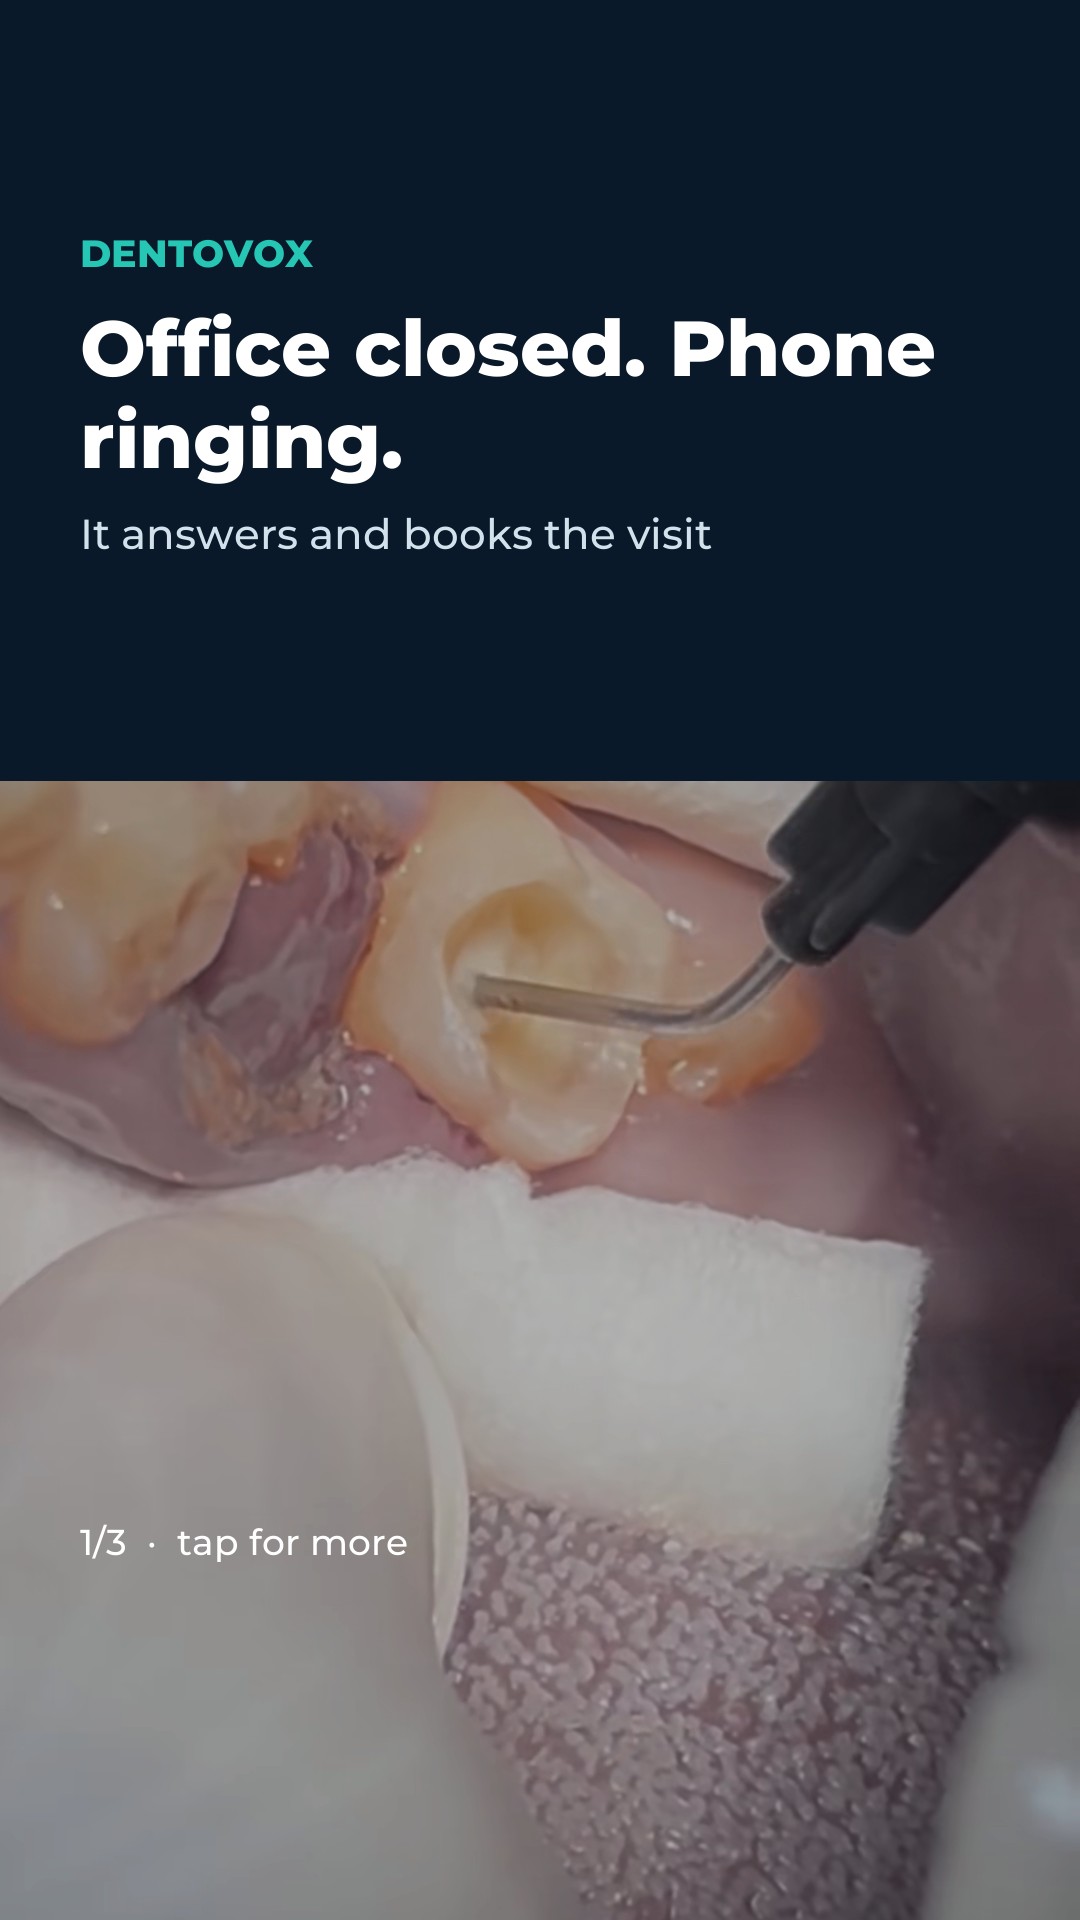 DENTOVOX
Office closed. Phone
ringing.
It answers and books the visit
1/3 · tap for more